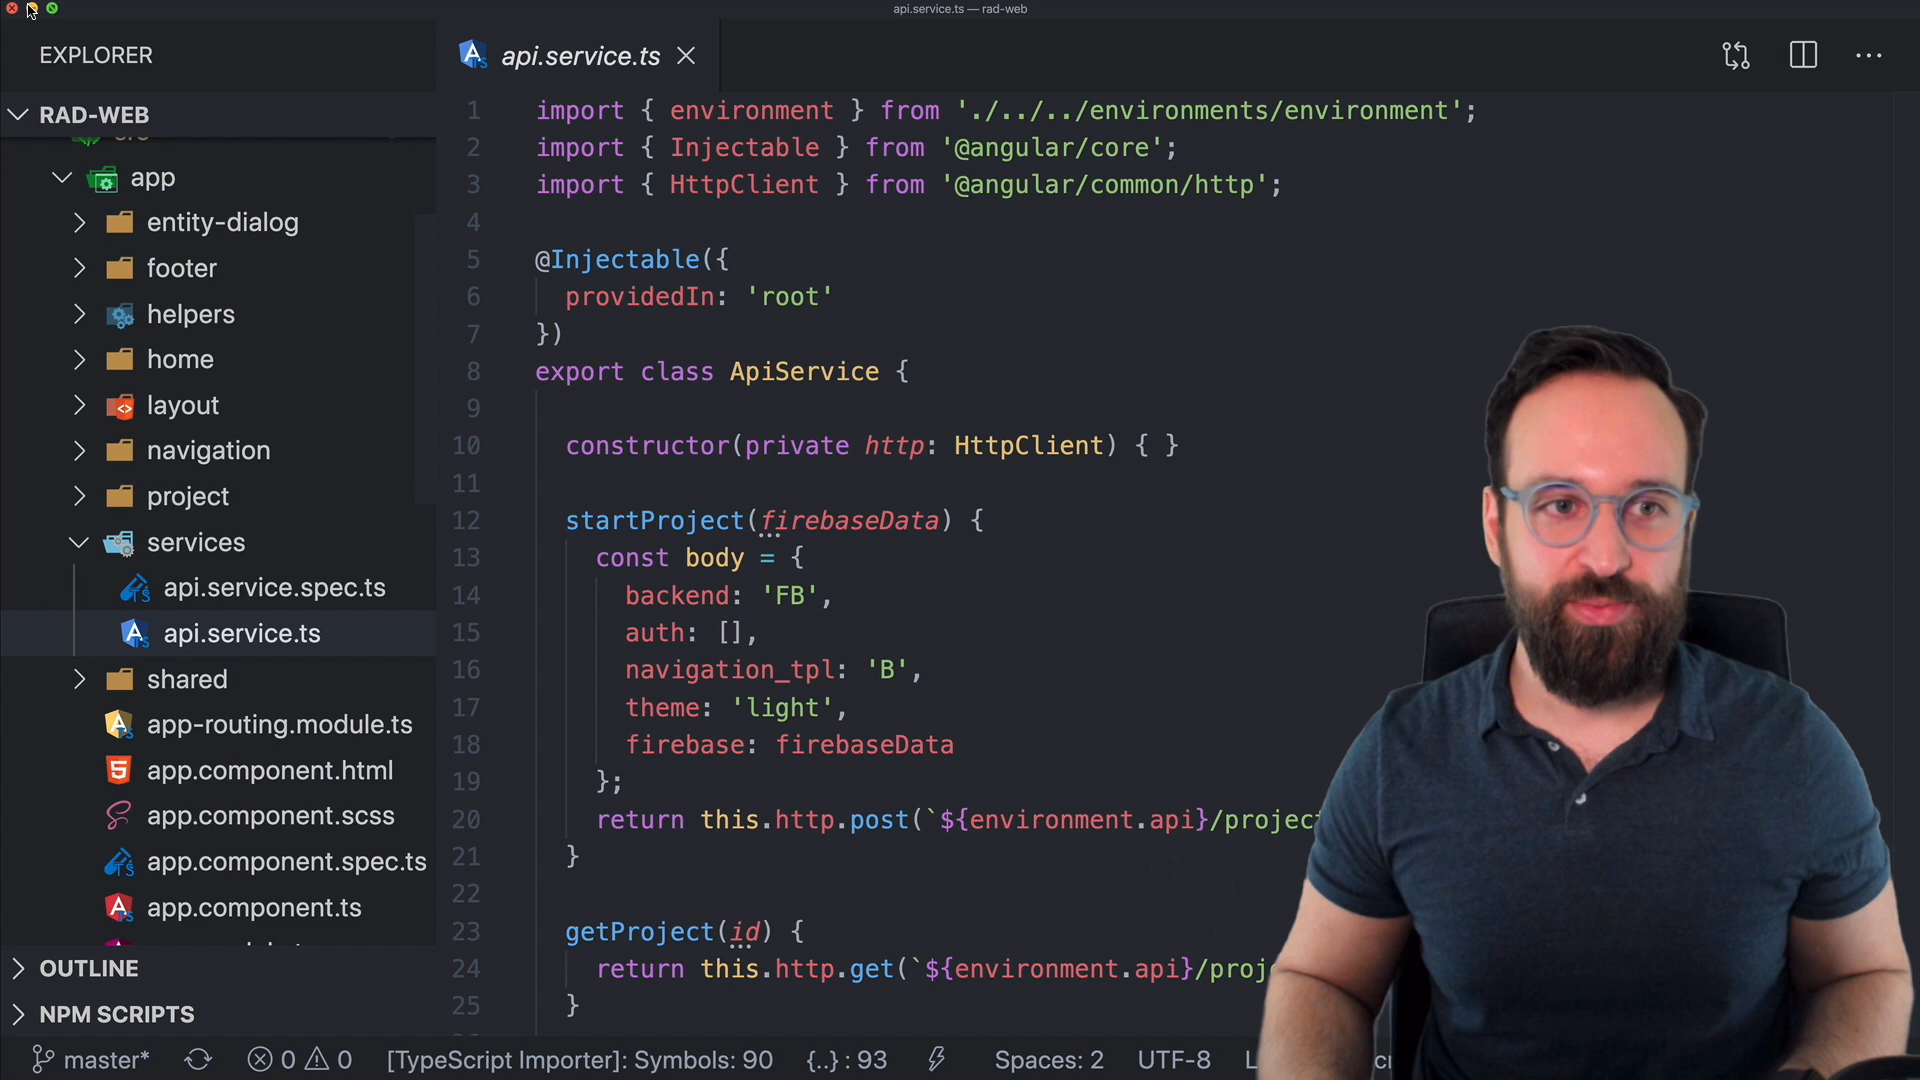 api.service.ts — rad-web
EXPLORER
RAD-WEB
app
entity-dialog
footer
helpers
home
layout
navigation
project
services
api.service.spec.ts
api.service.ts
shared
app-routing.module.ts
app.component.html
app.component.scss
app.component.spec.ts
app.component.ts
OUTLINE
NPM SCRIPTS
api.service.ts
1 import { environment } from './../../environments/environment';
2 import { Injectable } from '@angular/core';
3 import { HttpClient } from '@angular/common/http';
4
5 @Injectable({
6 providedIn: 'root'
7 })
8 export class ApiService {
9
10 constructor(private http: HttpClient) { }
11
12 startProject(firebaseData) {
13 const body = {
14 backend: 'FB',
15 auth: [],
16 navigation_tpl: 'B',
17 theme: 'light',
18 firebase: firebaseData
19 };
20 return this.http.post(`${environment.api}/project
21 }
22
23 getProject(id) {
24 return this.http.get(`${environment.api}/proj
25 }
master* 0 0 [TypeScript Importer]: Symbols: 90 {..} : 93 Spaces: 2 UTF-8